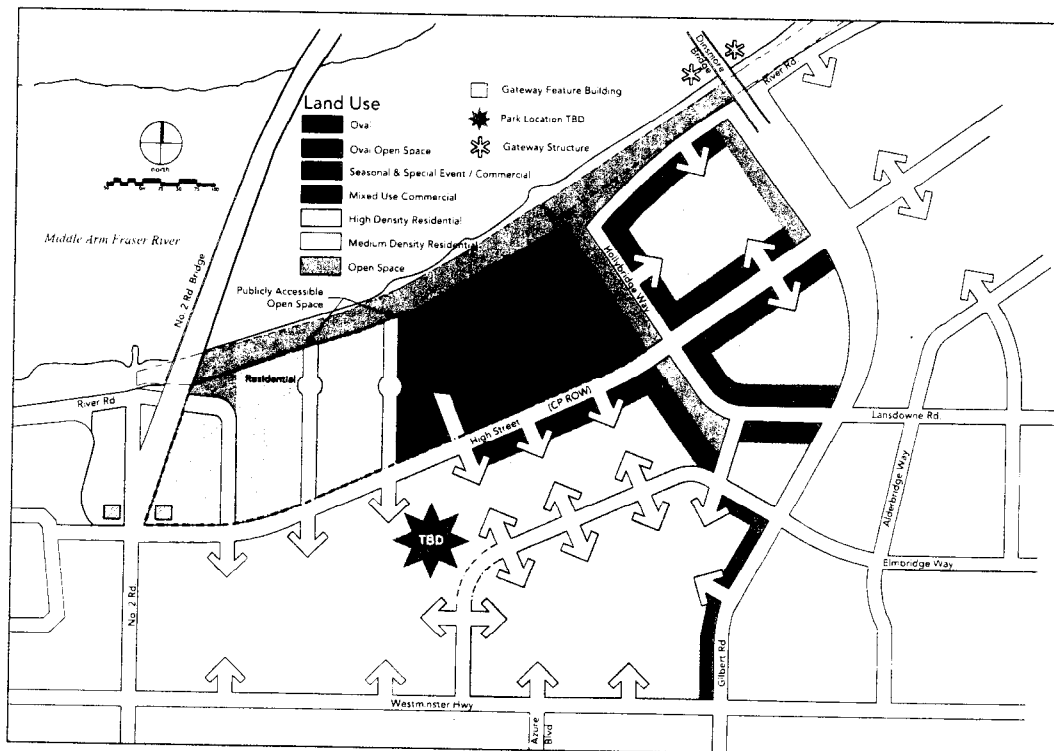 Dinsmore
Bridge
River Rd
Land Use
Oval
Oval Open Space
Seasonal & Special Event / Commercial
Mixed Use Commercial
High Density Residential
Medium Density Residential
Open Space
Gateway Feature Building
Park Location TBD
Gateway Structure
north
Middle Arm Fraser River
No. 2 Rd. Bridge
Publicly Accessible
Open Space
Hollybridge Way
Residential
River Rd
(CP ROW)
High Street
Lansdowne Rd.
Alderbridge Way
TBD
Elmbridge Way
No. 2 Rd.
Gilbert Rd
Westminster Hwy
Azure
Blvd